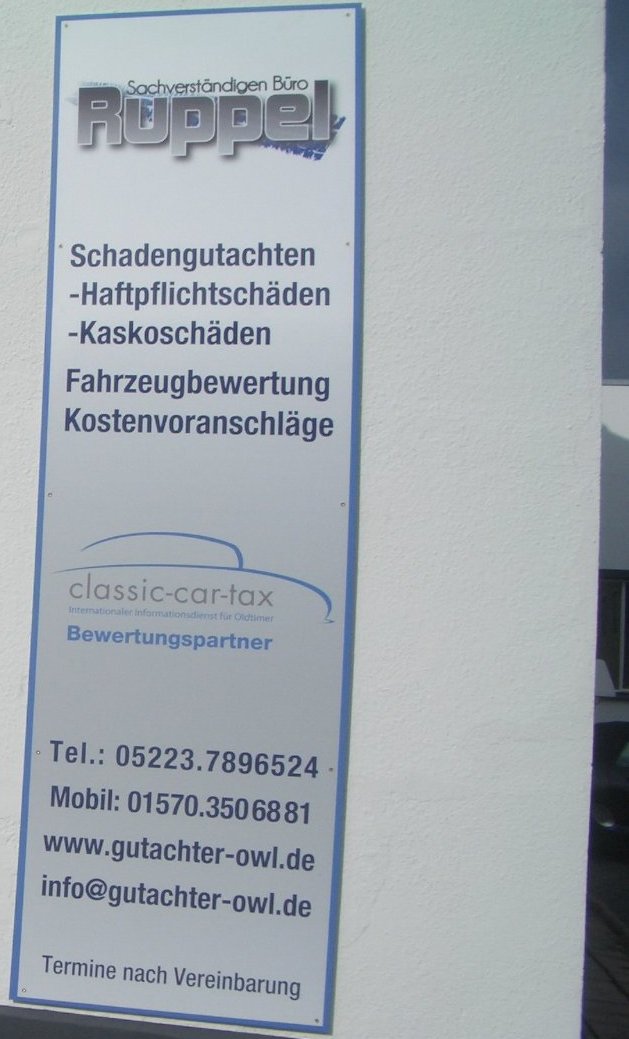 Sachverständigen Büro
Ruppel
Schadengutachten
-Haftpflichtschäden
-Kaskoschäden
Fahrzeugbewertung
Kostenvoranschläge
classic-car-tax
Internationaler Informationsdienst für Oldtimer
Bewertungspartner
Tel.: 05223.7896524
Mobil: 01570.3506881
www.gutachter-owl.de
info@gutachter-owl.de
Termine nach Vereinbarung